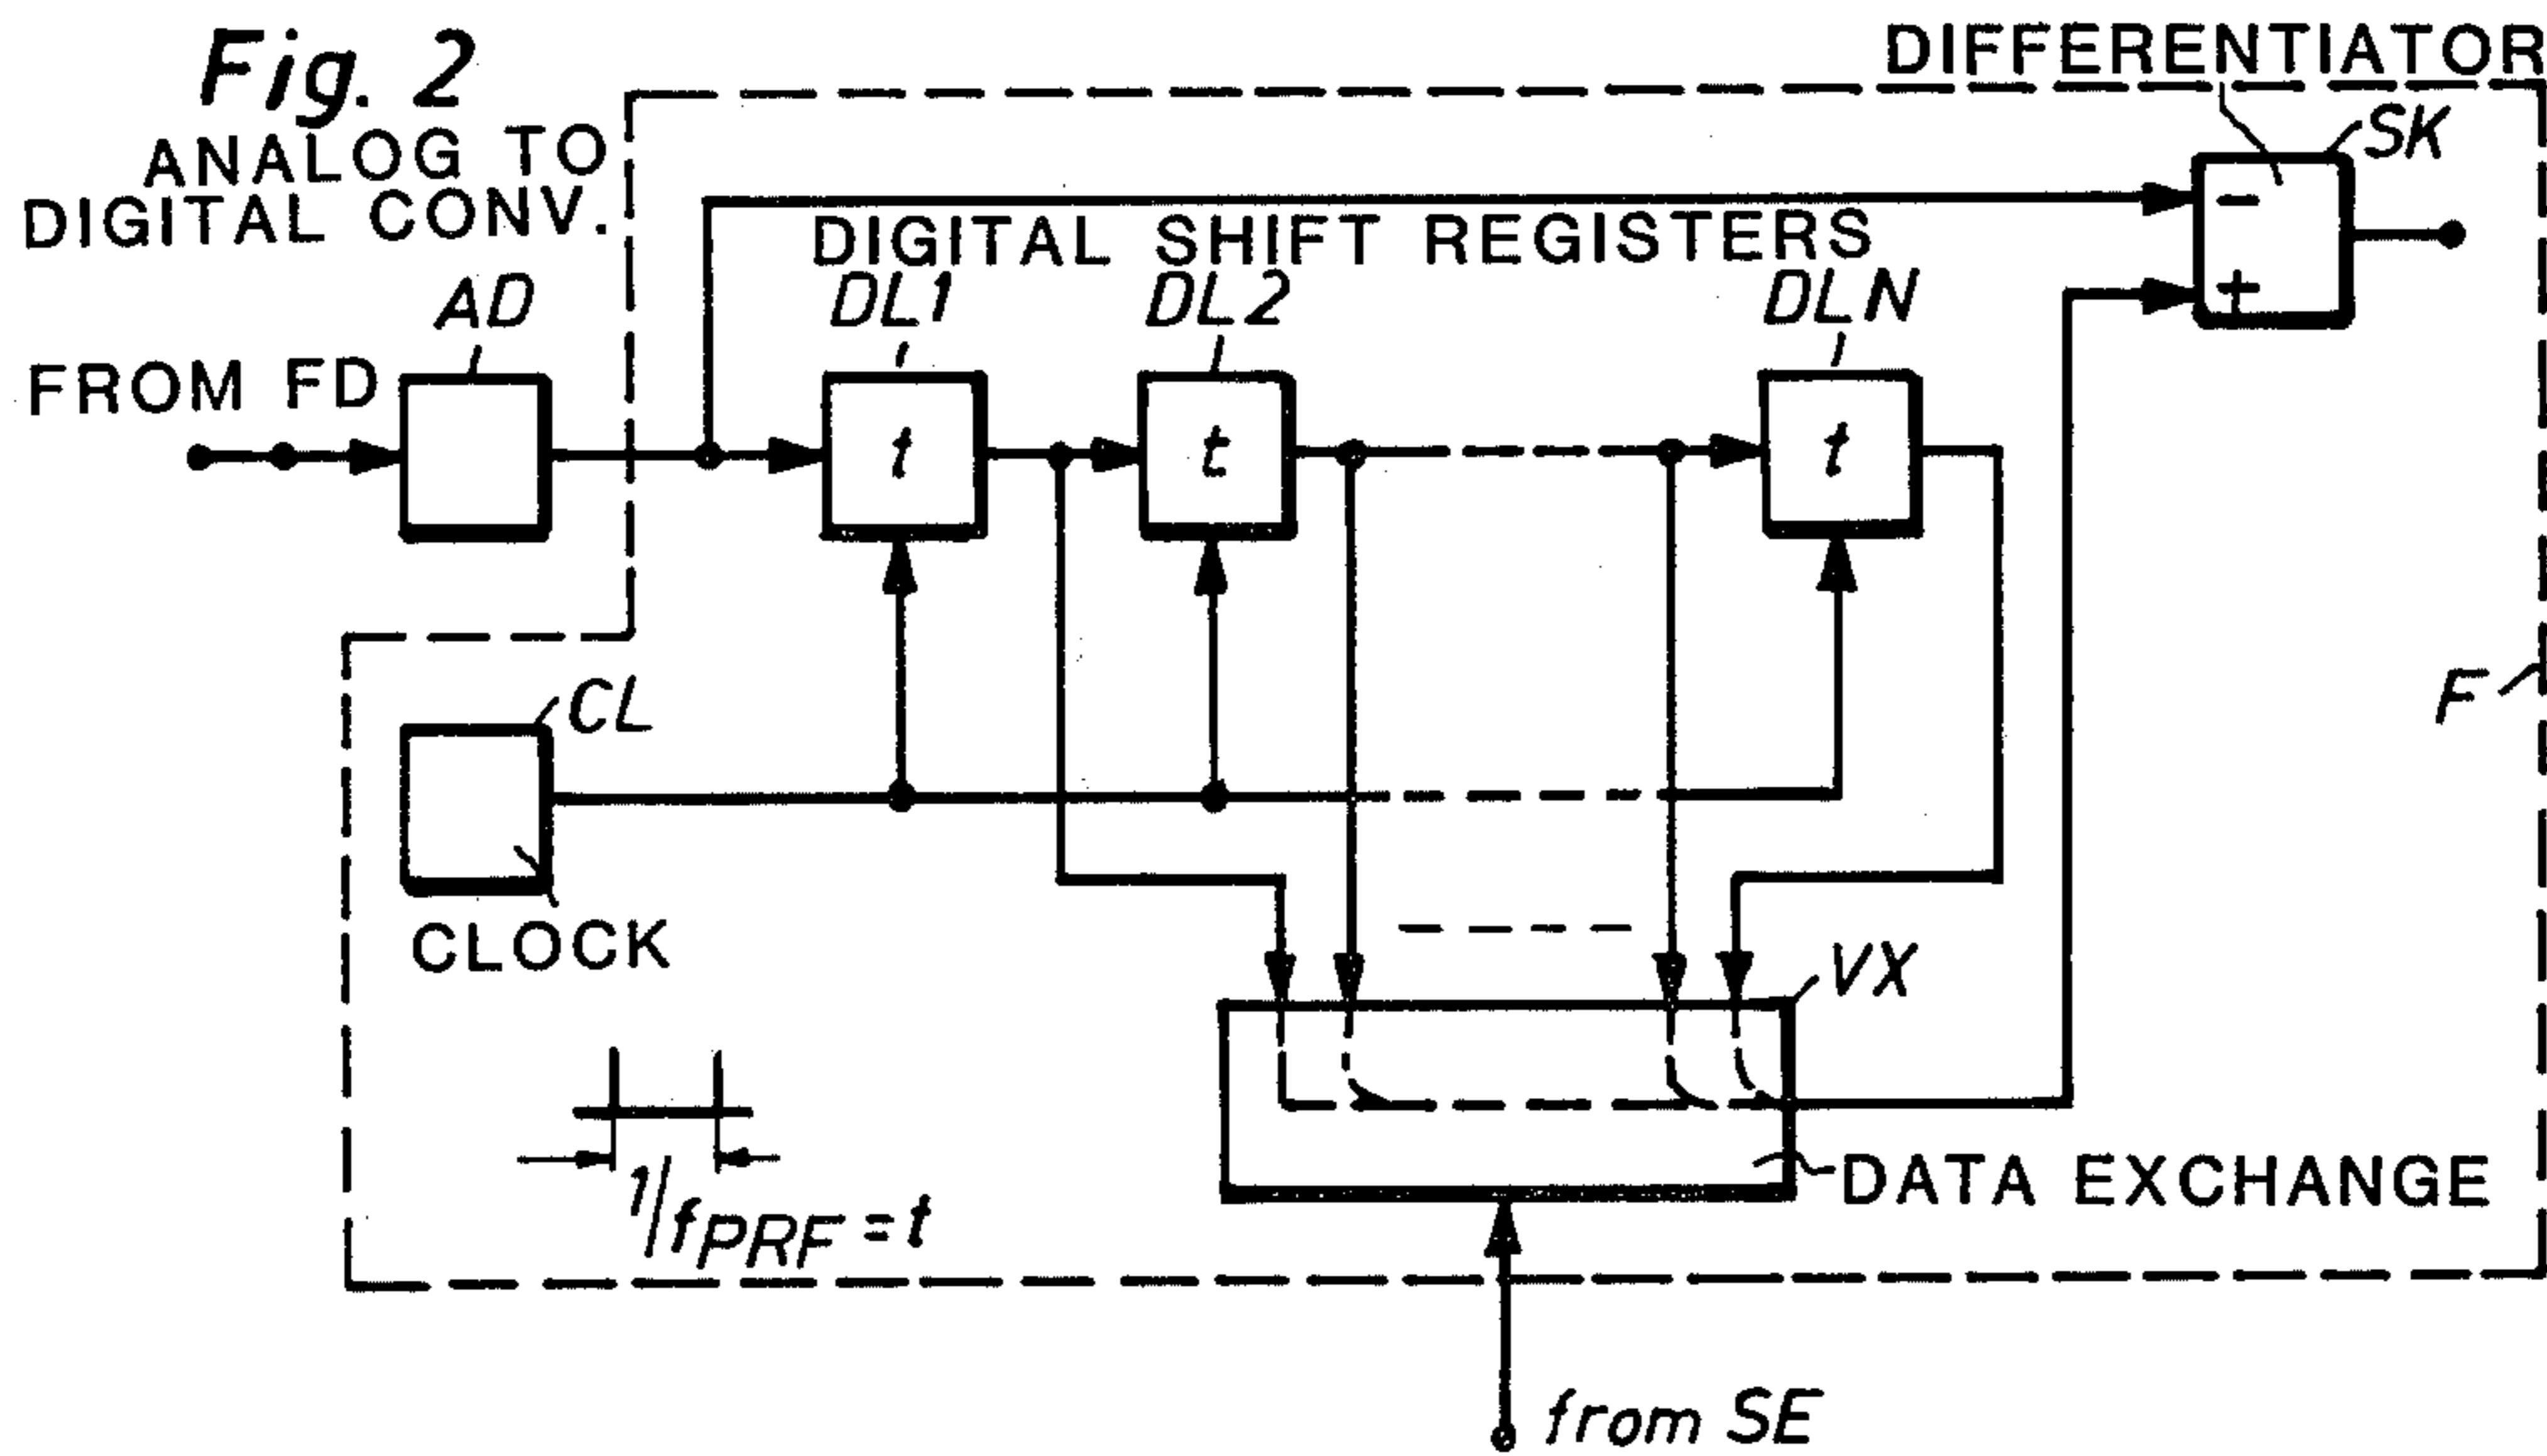 Fig. 2
DIFFERENTIATOR
ANALOG TO
DIGITAL CONV.
SK
−
+
DIGITAL SHIFT REGISTERS
AD
DL1
DL2
DLN
FROM FD
t
t
t
CL
F
CLOCK
VX
DATA EXCHANGE
1/fPRF = t
from SE